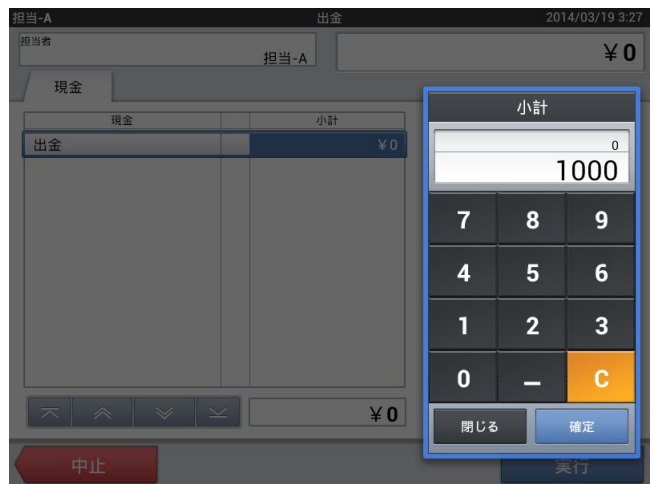 担当-A 出金 2014/03/19 3:27
担当者
担当-A
¥0
現金
現金 小計
出金 ¥0
小計
0
1000
7 8 9
4 5 6
1 2 3
0 – C
閉じる 確定
¥0
中止 実行